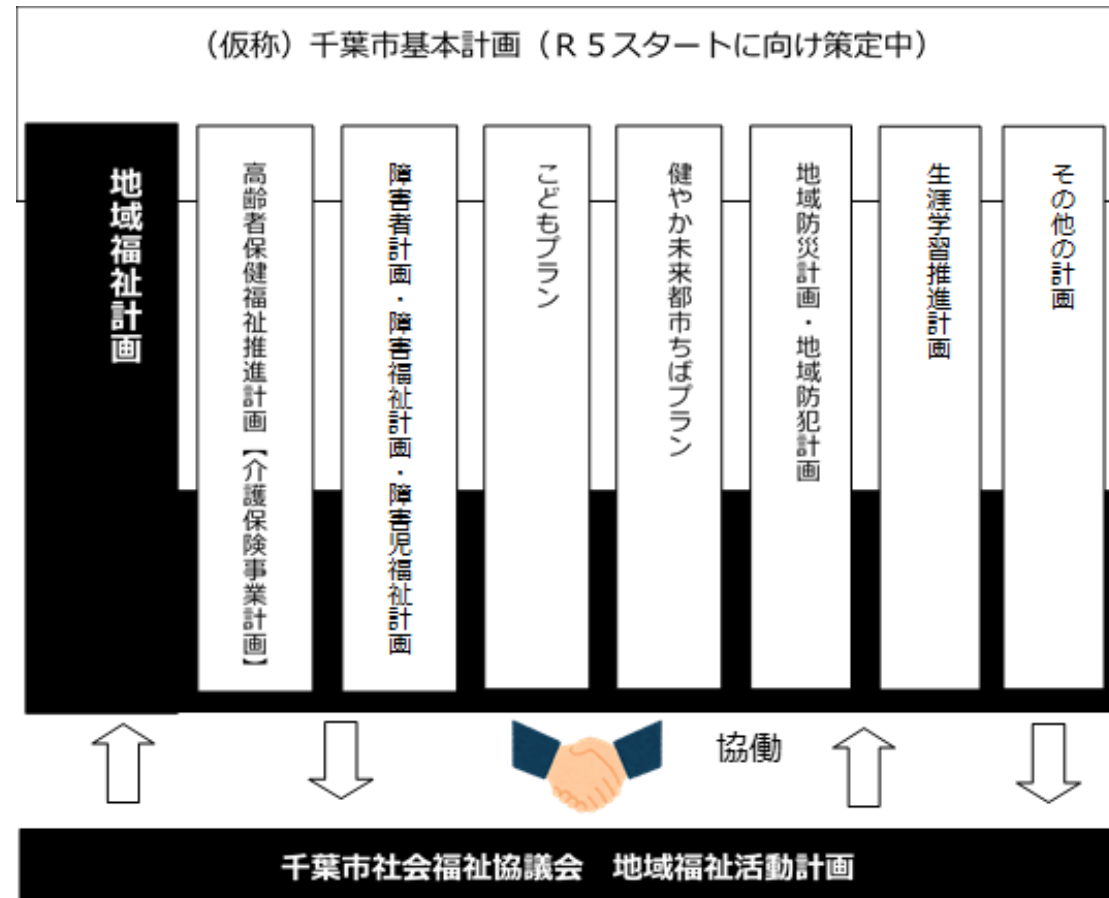 （仮称）千葉市基本計画（Ｒ５スタートに向け策定中）
地域福祉計画
高齢者保健福祉推進計画【介護保険事業計画】
障害者計画・障害福祉計画・障害児福祉計画
こどもプラン
健やか未来都市ちばプラン
地域防災計画・地域防犯計画
生涯学習推進計画
その他の計画
協働
千葉市社会福祉協議会　地域福祉活動計画